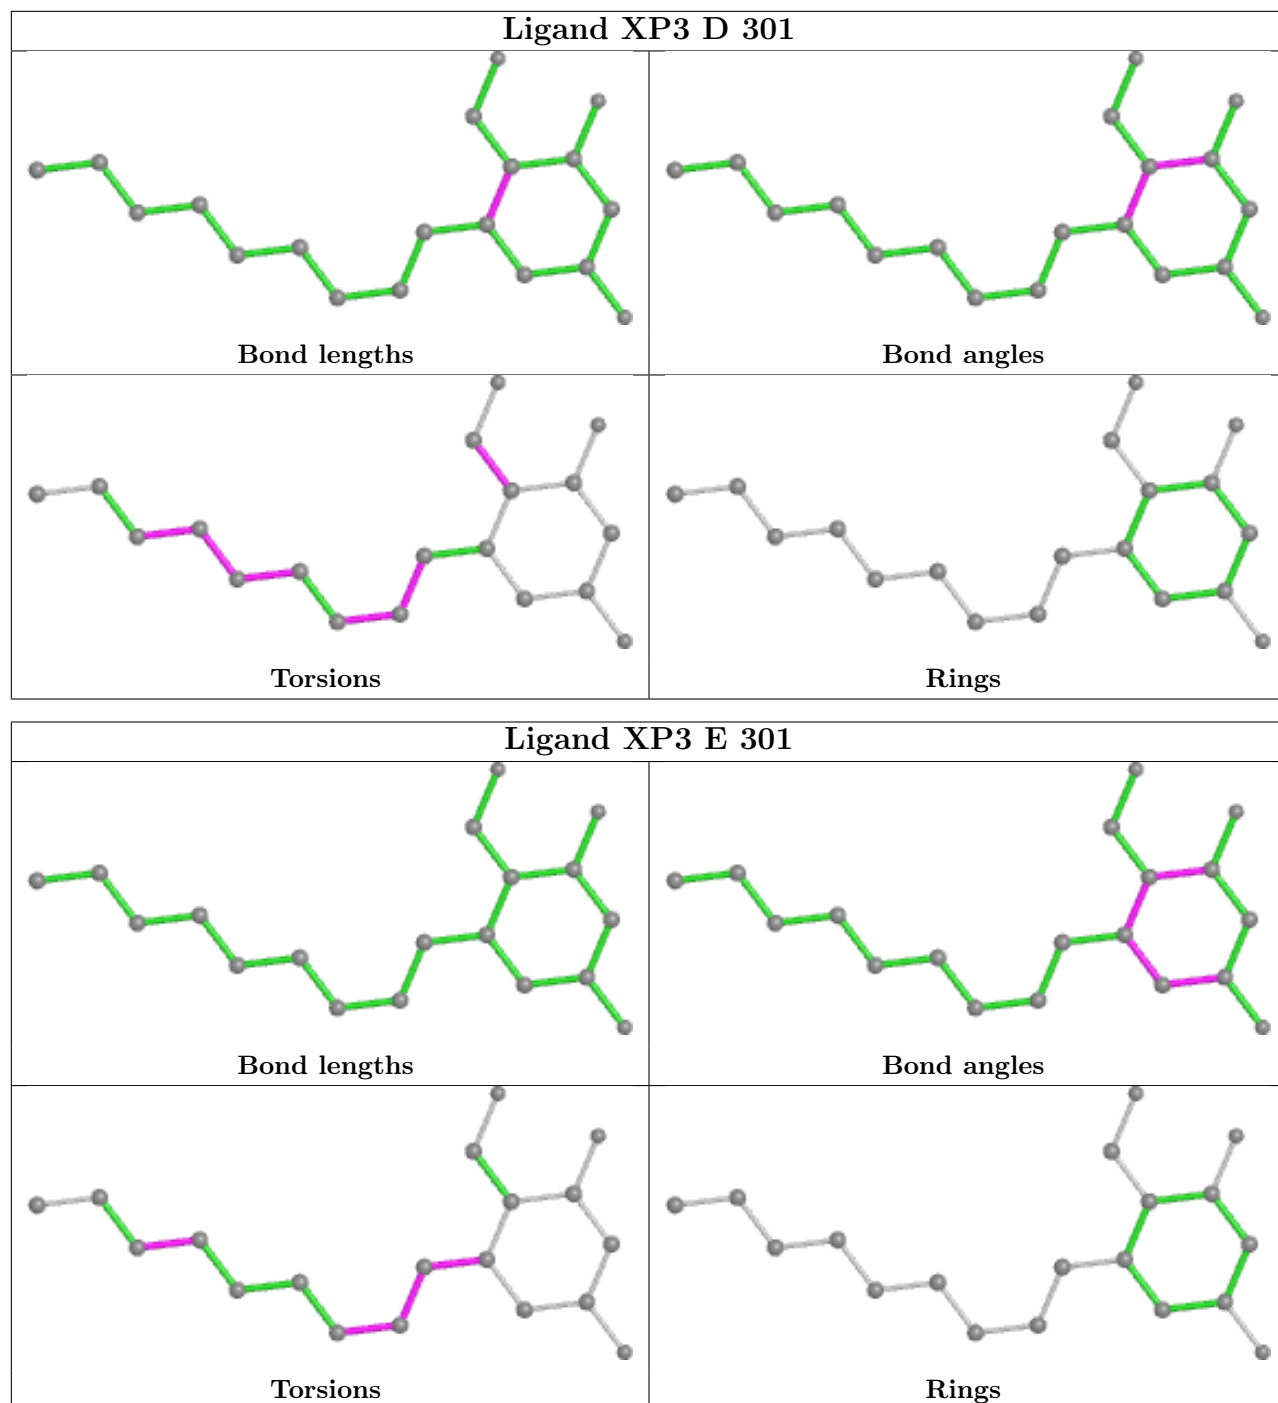 Ligand XP3 D 301
Bond lengths
Bond angles
Torsions
Rings
Ligand XP3 E 301
Bond lengths
Bond angles
Torsions
Rings